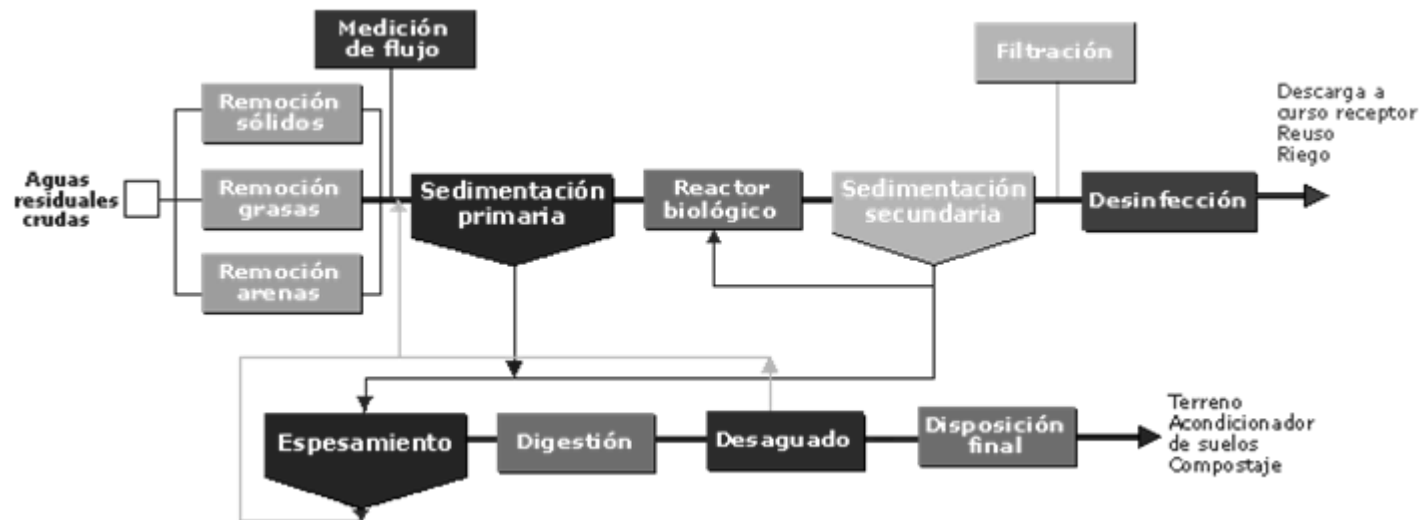 Medición
de flujo
Filtración
Remoción
sólidos
Descarga a
curso receptor
Reuso
Riego
Aguas
residuales
crudas
Remoción
grasas
Sedimentación
primaria
Reactor
biológico
Sedimentación
secundaria
Desinfección
Remoción
arenas
Espesamiento
Digestión
Desaguado
Disposición
final
Terreno
Acondicionador
de suelos
Compostaje